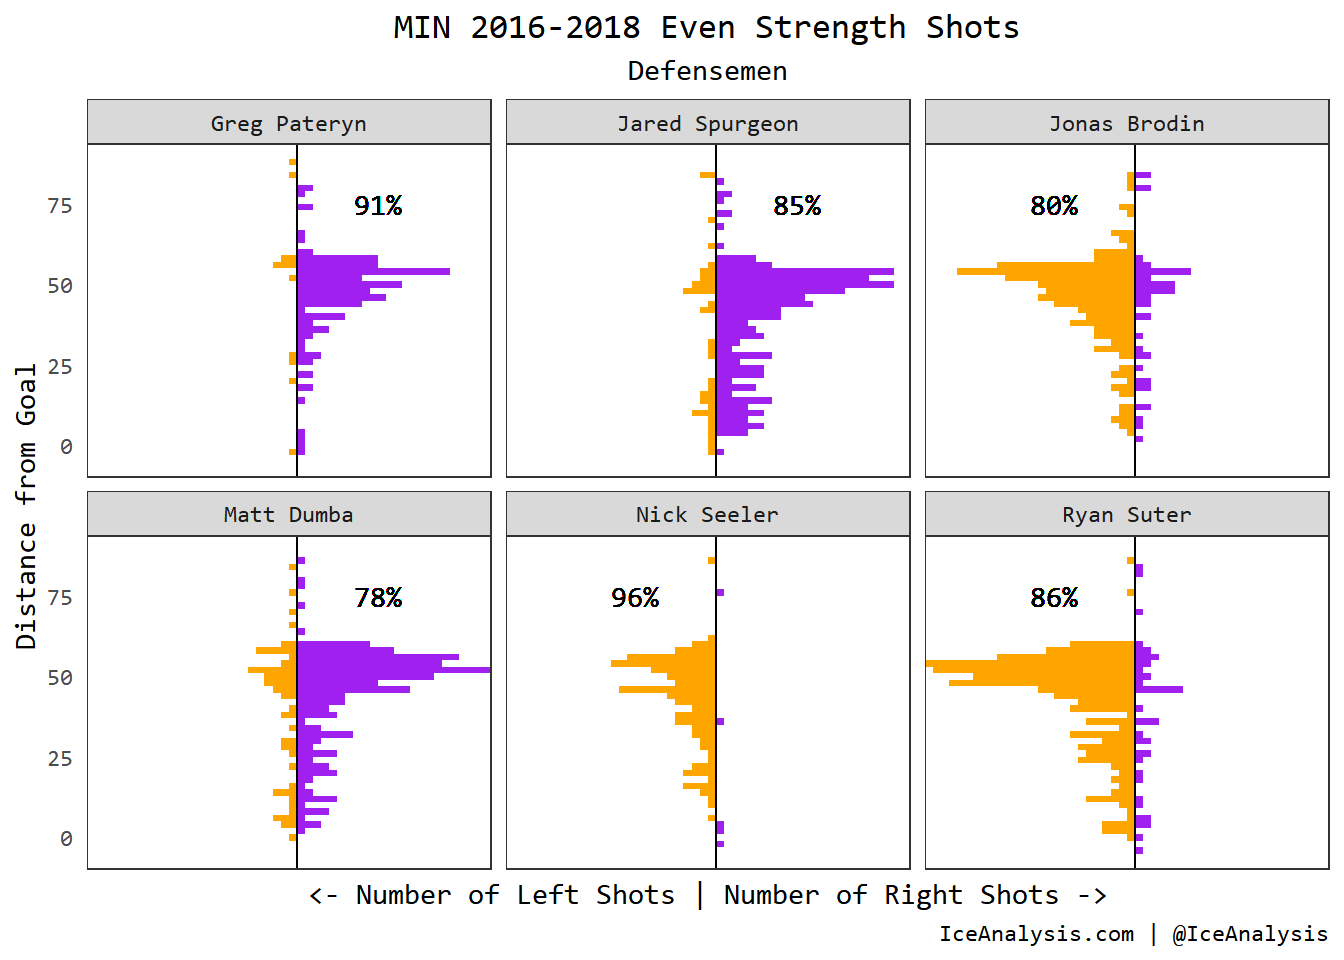 MIN 2016-2018 Even Strength Shots
Defensemen
Greg Pateryn
Jared Spurgeon
Jonas Brodin
91%
85%
80%
75
50
25
0
Matt Dumba
Nick Seeler
Ryan Suter
78%
96%
86%
75
50
25
0
Distance from Goal
<- Number of Left Shots | Number of Right Shots ->
IceAnalysis.com | @IceAnalysis